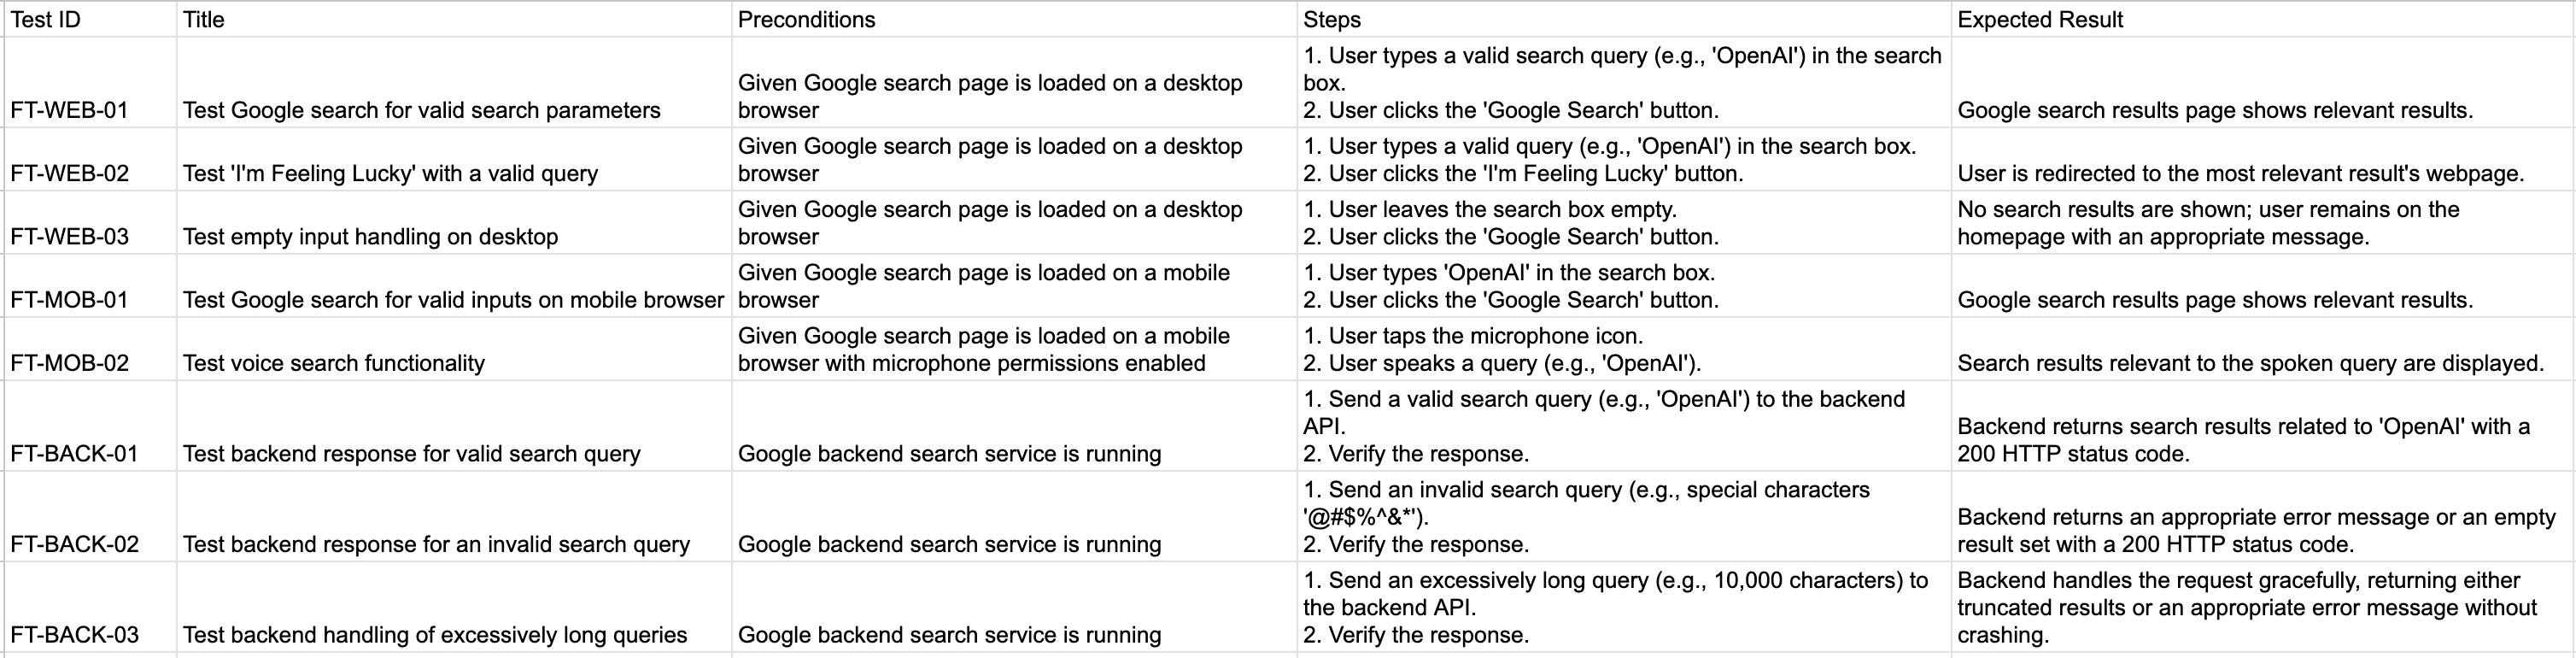 Test ID Title Preconditions Steps Expected Result
FT-WEB-01 Test Google search for valid search parameters
Given Google search page is loaded on a desktop
browser
1. User types a valid search query (e.g., 'OpenAI') in the search
box.
2. User clicks the 'Google Search' button.
Google search results page shows relevant results.
FT-WEB-02 Test 'I'm Feeling Lucky' with a valid query
Given Google search page is loaded on a desktop
browser
1. User types a valid query (e.g., 'OpenAI') in the search box.
2. User clicks the 'I'm Feeling Lucky' button.
User is redirected to the most relevant result's webpage.
FT-WEB-03 Test empty input handling on desktop
Given Google search page is loaded on a desktop
browser
1. User leaves the search box empty.
2. User clicks the 'Google Search' button.
No search results are shown; user remains on the
homepage with an appropriate message.
FT-MOB-01 Test Google search for valid inputs on mobile browser
Given Google search page is loaded on a mobile
browser
1. User types 'OpenAI' in the search box.
2. User clicks the 'Google Search' button.
Google search results page shows relevant results.
FT-MOB-02 Test voice search functionality
Given Google search page is loaded on a mobile
browser with microphone permissions enabled
1. User taps the microphone icon.
2. User speaks a query (e.g., 'OpenAI').
Search results relevant to the spoken query are displayed.
FT-BACK-01 Test backend response for valid search query
Google backend search service is running
1. Send a valid search query (e.g., 'OpenAI') to the backend
API.
2. Verify the response.
Backend returns search results related to 'OpenAI' with a
200 HTTP status code.
FT-BACK-02 Test backend response for an invalid search query
Google backend search service is running
1. Send an invalid search query (e.g., special characters
'@#$%^&*').
2. Verify the response.
Backend returns an appropriate error message or an empty
result set with a 200 HTTP status code.
FT-BACK-03 Test backend handling of excessively long queries
Google backend search service is running
1. Send an excessively long query (e.g., 10,000 characters) to
the backend API.
2. Verify the response.
Backend handles the request gracefully, returning either
truncated results or an appropriate error message without
crashing.